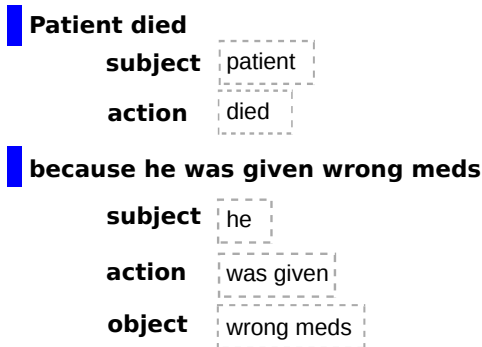 Patient died
subject patient
action died
because he was given wrong meds
subject he
action was given
object wrong meds